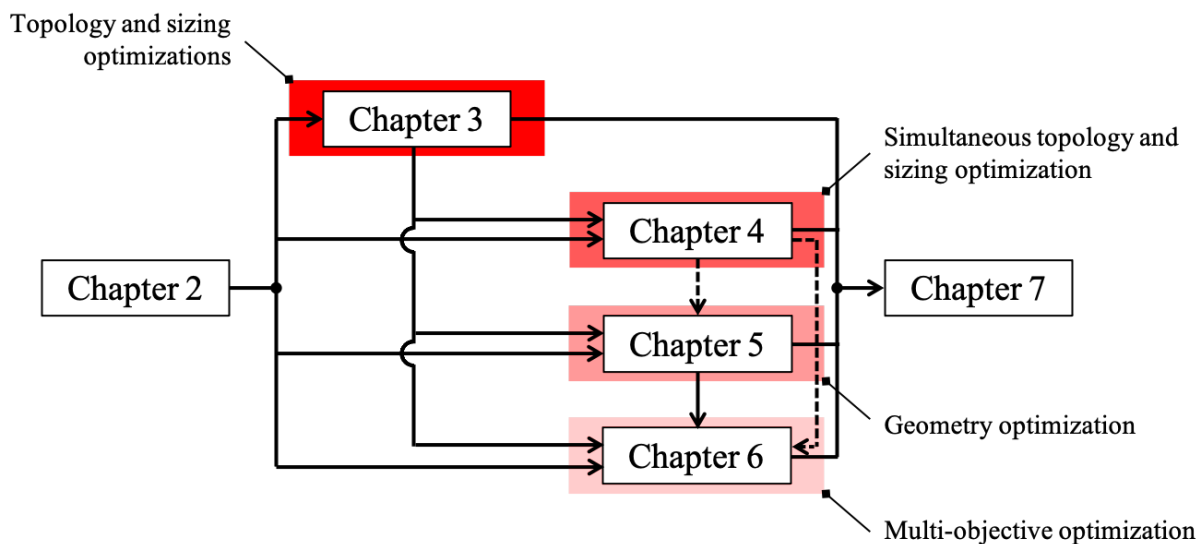 Topology and sizing
optimizations
Chapter 3
Simultaneous topology and
sizing optimization
Chapter 4
Chapter 2
Chapter 7
Chapter 5
Geometry optimization
Chapter 6
Multi-objective optimization